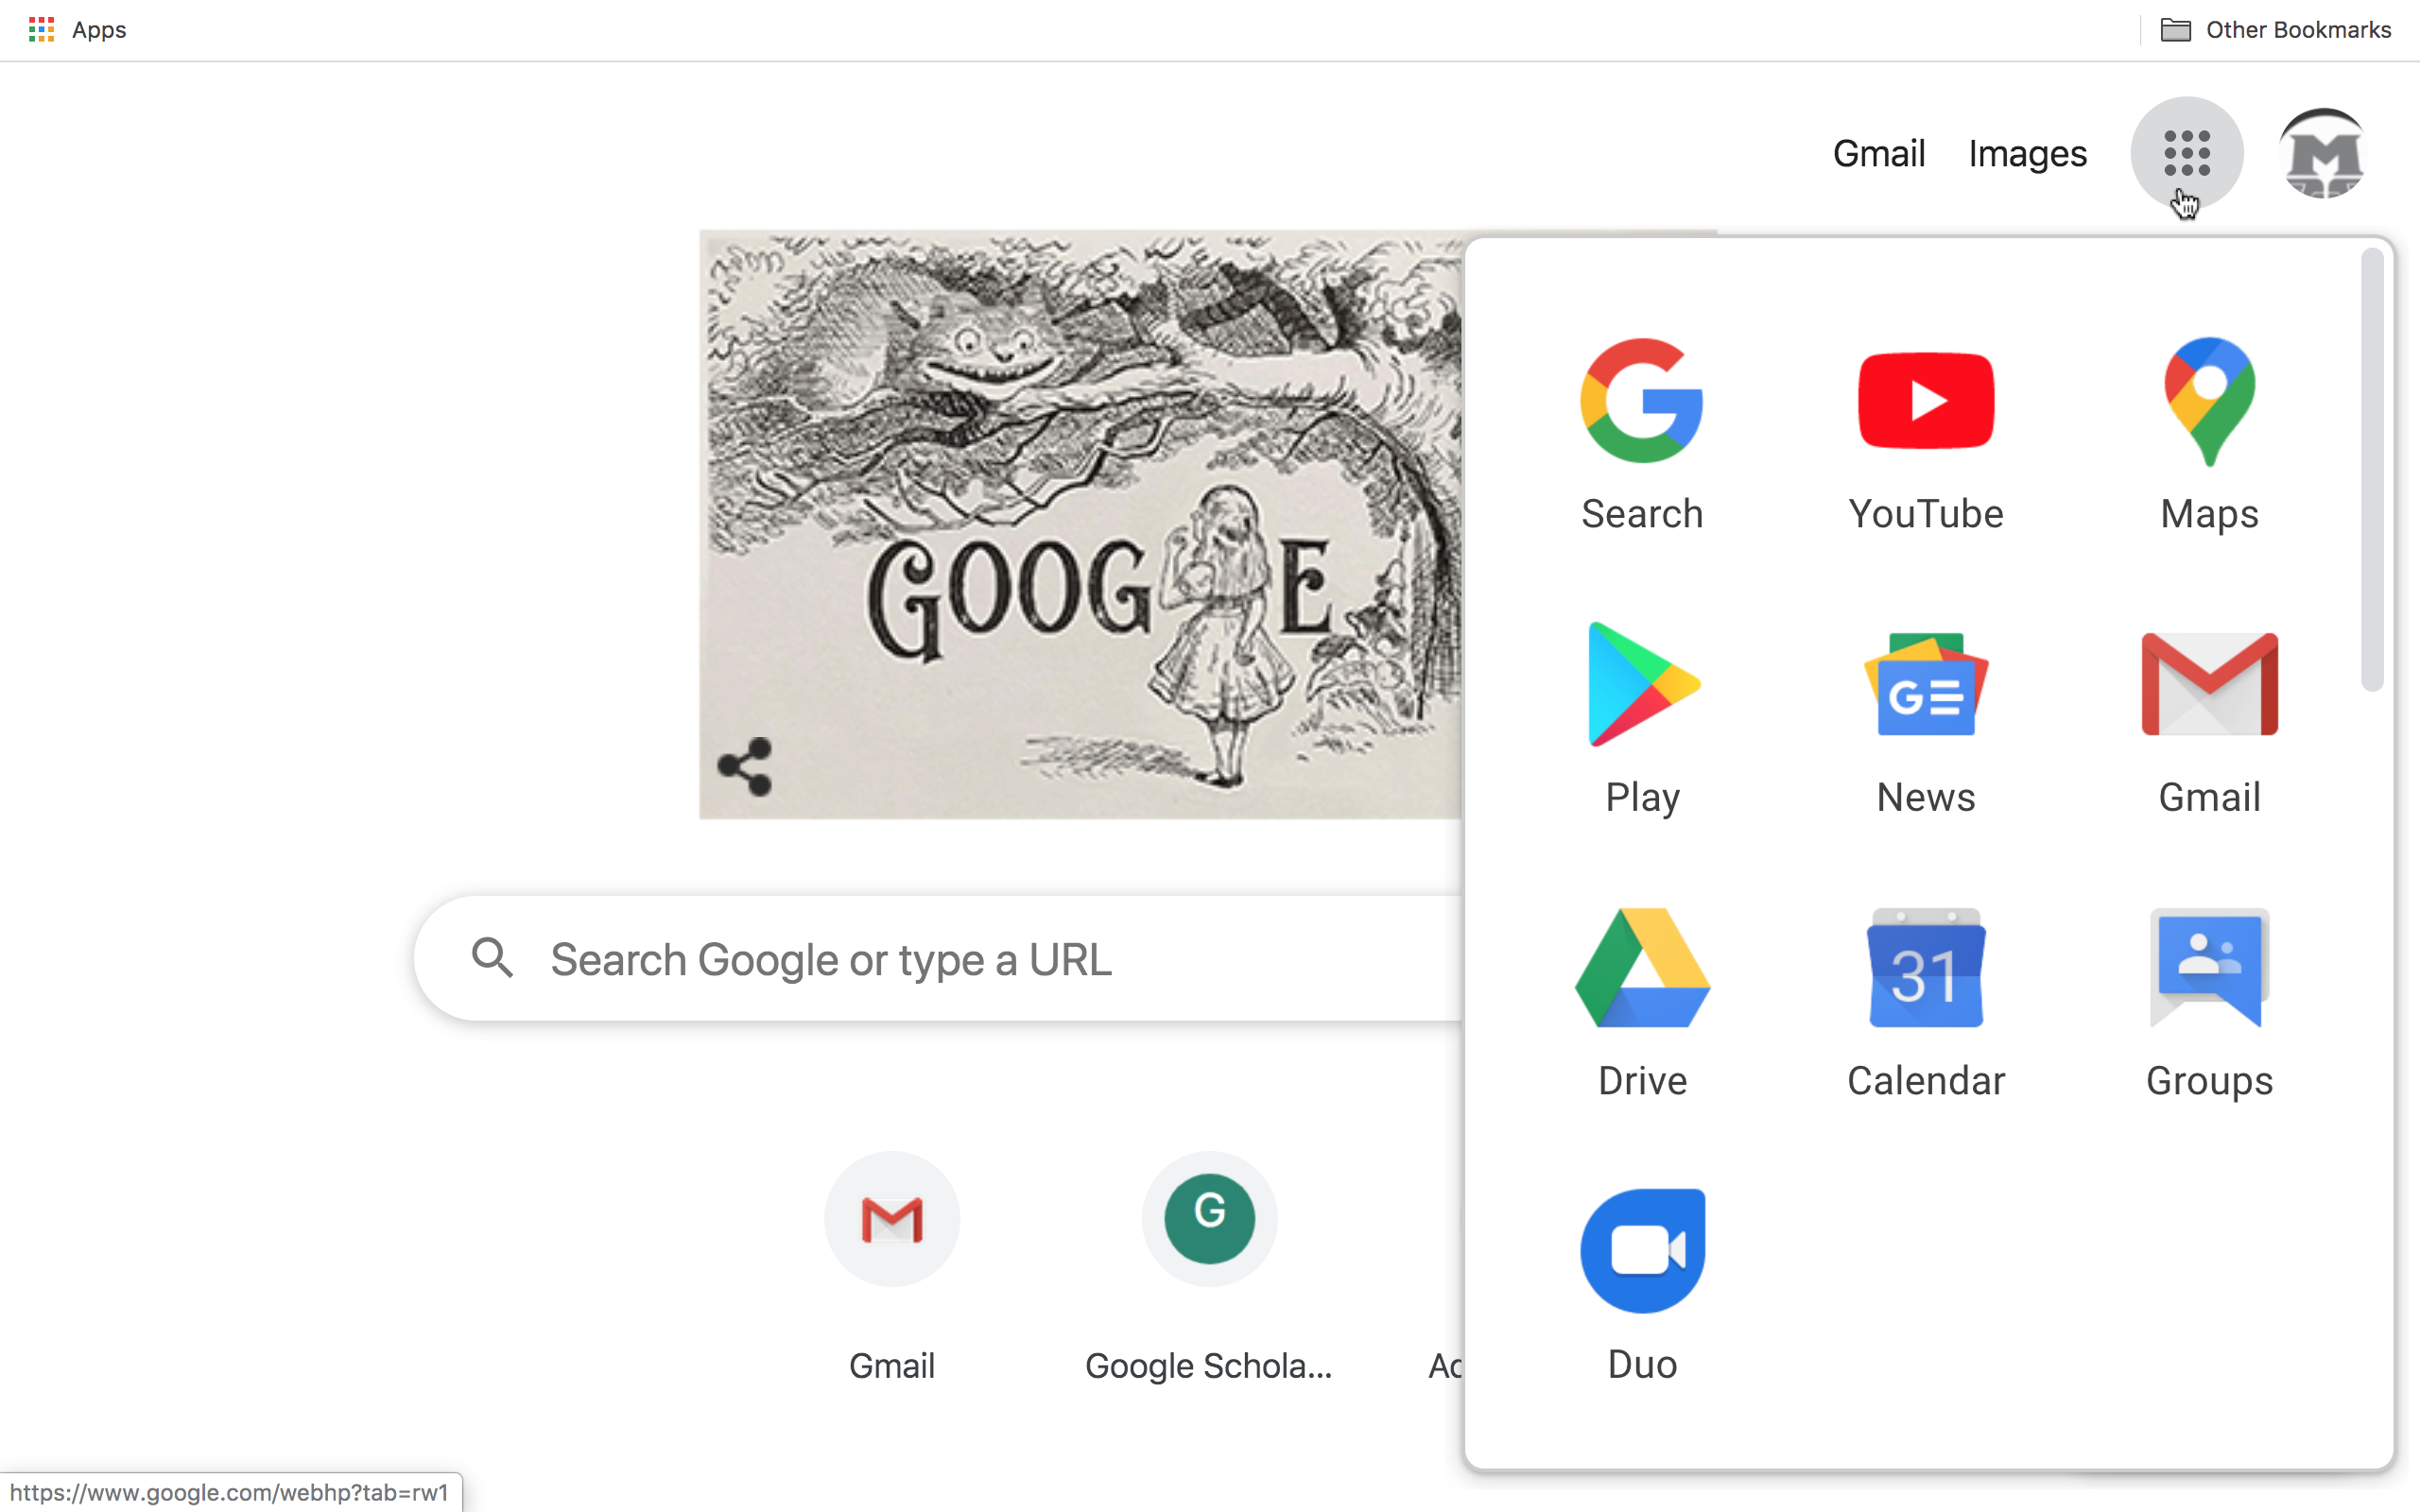 Apps
Other Bookmarks
Gmail Images
GOOG E
Search YouTube Maps
Play News Gmail
31
Drive Calendar Groups
Search Google or type a URL
G
Gmail Google Schola...
Duo
https://www.google.com/webhp?tab=rw1